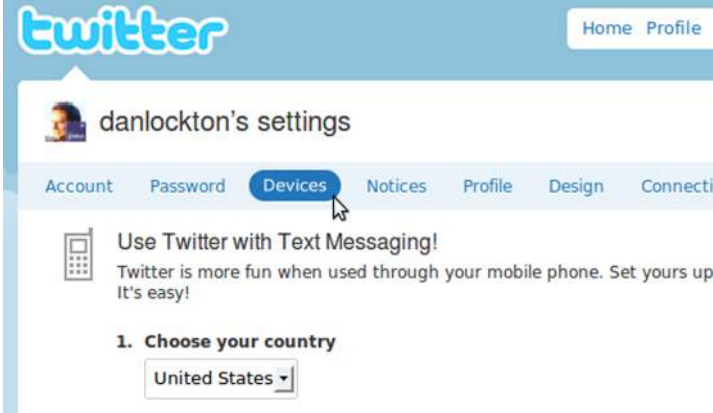 twitter
Home Profile
danlockton's settings
Account Password Devices Notices Profile Design Connecti
Use Twitter with Text Messaging!
Twitter is more fun when used through your mobile phone. Set yours up
It's easy!
1. Choose your country
United States